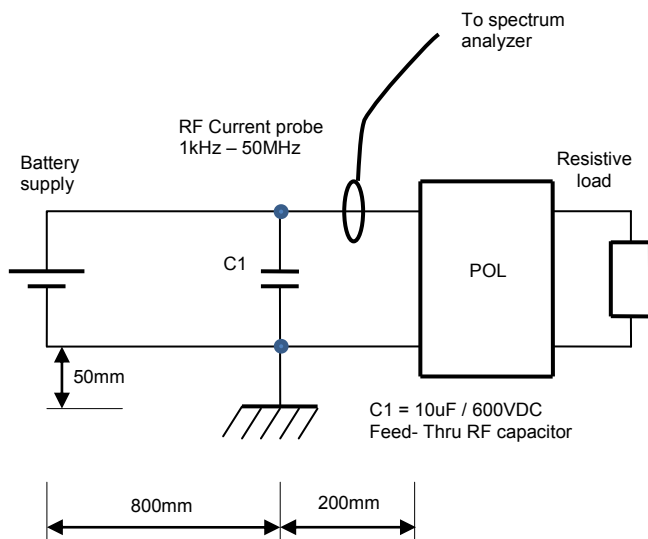 To spectrum
analyzer
RF Current probe
1kHz – 50MHz
Battery
supply
Resistive
load
C1
POL
50mm
C1 = 10uF / 600VDC
Feed- Thru RF capacitor
800mm
200mm